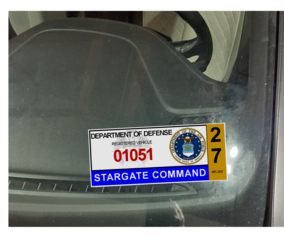 DEPARTMENT OF DEFENSE
REGISTERED VEHICLE
01051
STARGATE COMMAND
2
7